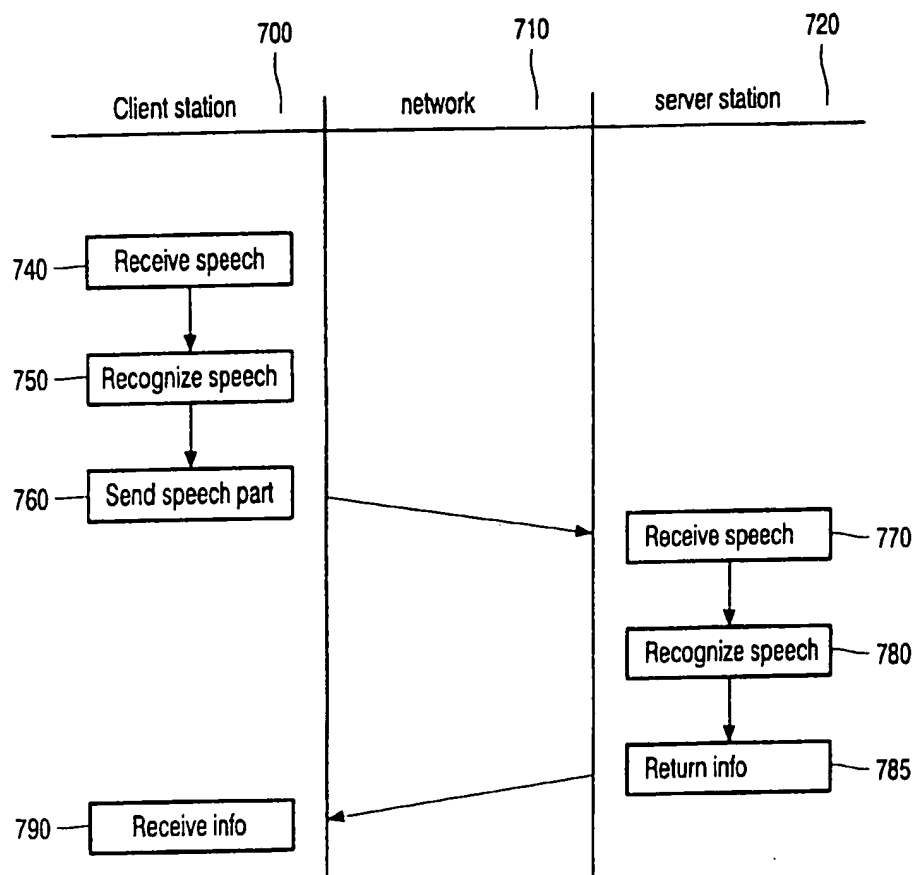 700
710
720
Client station
network
server station
740
Receive speech
750
Recognize speech
760
Send speech part
Receive speech
770
Recognize speech
780
Return info
785
790
Receive info